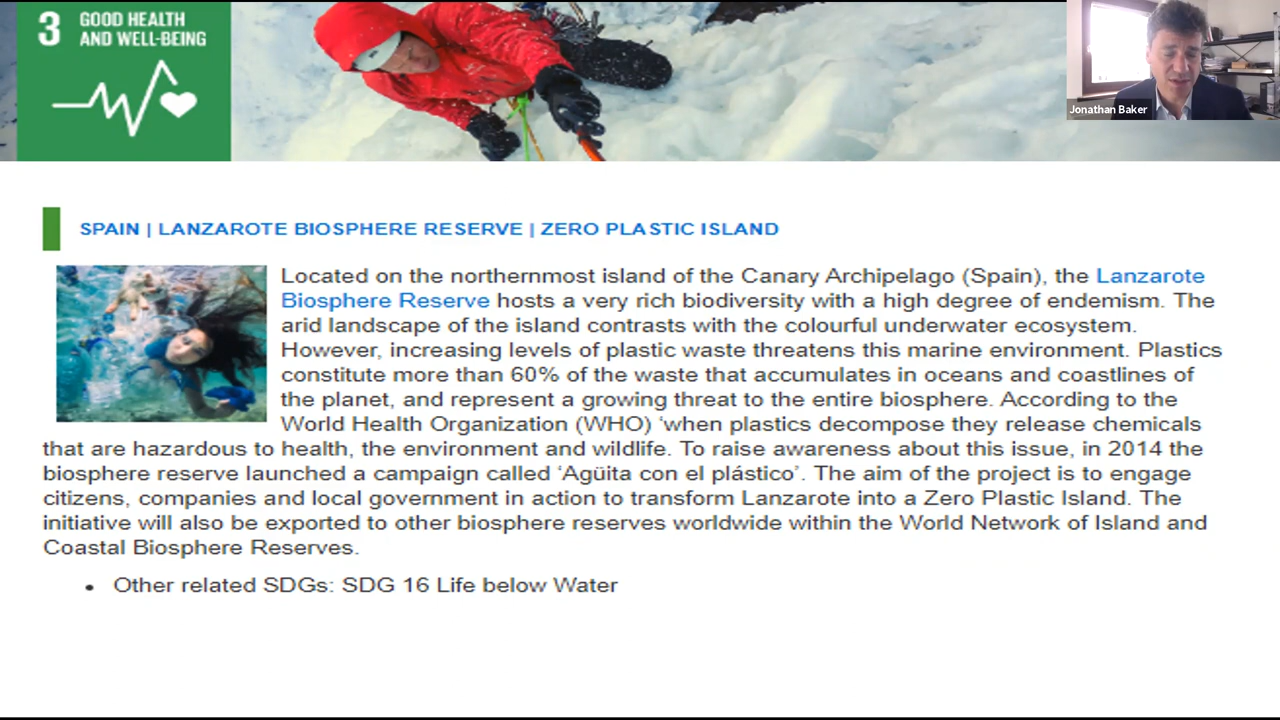 3 GOOD HEALTH
AND WELL-BEING
Jonathan Baker
SPAIN | LANZAROTE BIOSPHERE RESERVE | ZERO PLASTIC ISLAND
Located on the northernmost island of the Canary Archipelago (Spain), the Lanzarote
Biosphere Reserve hosts a very rich biodiversity with a high degree of endemism. The
arid landscape of the island contrasts with the colourful underwater ecosystem.
However, increasing levels of plastic waste threatens this marine environment. Plastics
constitute more than 60% of the waste that accumulates in oceans and coastlines of
the planet, and represent a growing threat to the entire biosphere. According to the
World Health Organization (WHO) ‘when plastics decompose they release chemicals
that are hazardous to health, the environment and wildlife. To raise awareness about this issue, in 2014 the
biosphere reserve launched a campaign called ‘Agüita con el plástico’. The aim of the project is to engage
citizens, companies and local government in action to transform Lanzarote into a Zero Plastic Island. The
initiative will also be exported to other biosphere reserves worldwide within the World Network of Island and
Coastal Biosphere Reserves.
• Other related SDGs: SDG 16 Life below Water